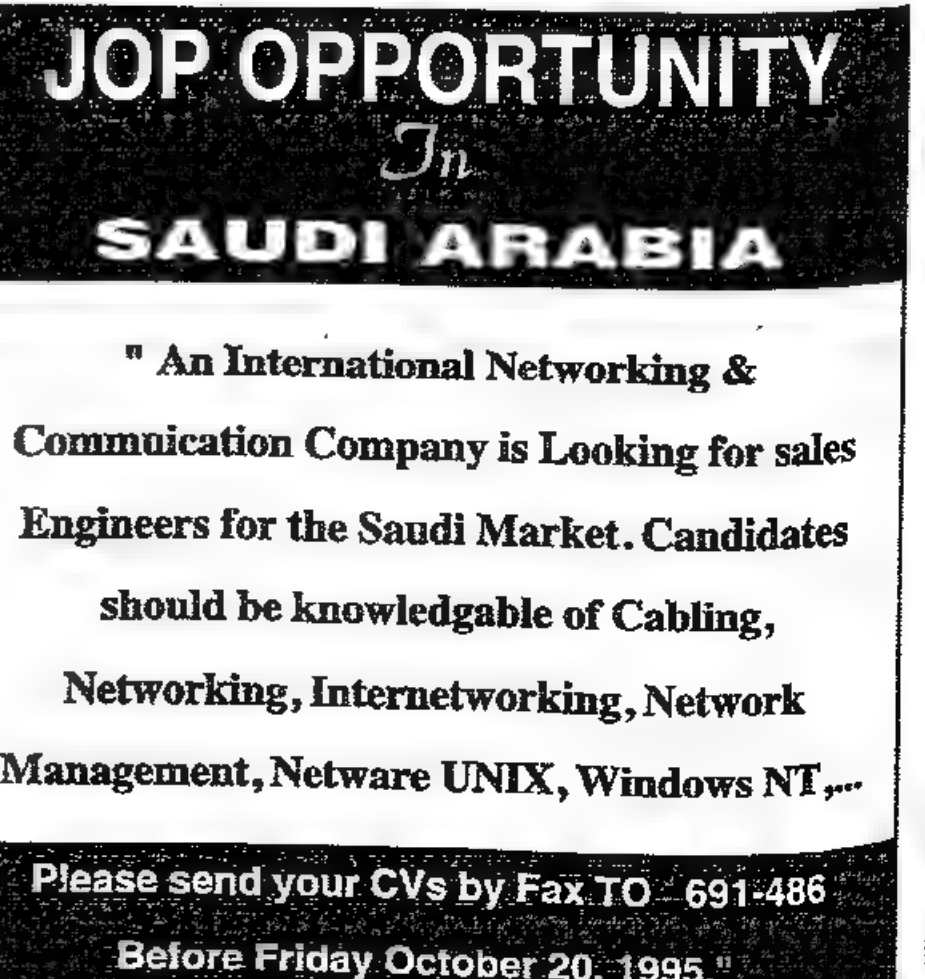 JOP OPPORTUNITY
In
SAUDI ARABIA
" An International Networking &
Commuication Company is Looking for sales
Engineers for the Saudi Market. Candidates
should be knowledgable of Cabling,
Networking, Internetworking, Network
Management, Netware UNIX, Windows NT,...
Please send your CVs by Fax TO 691-486
Before Friday October 20, 1995 "